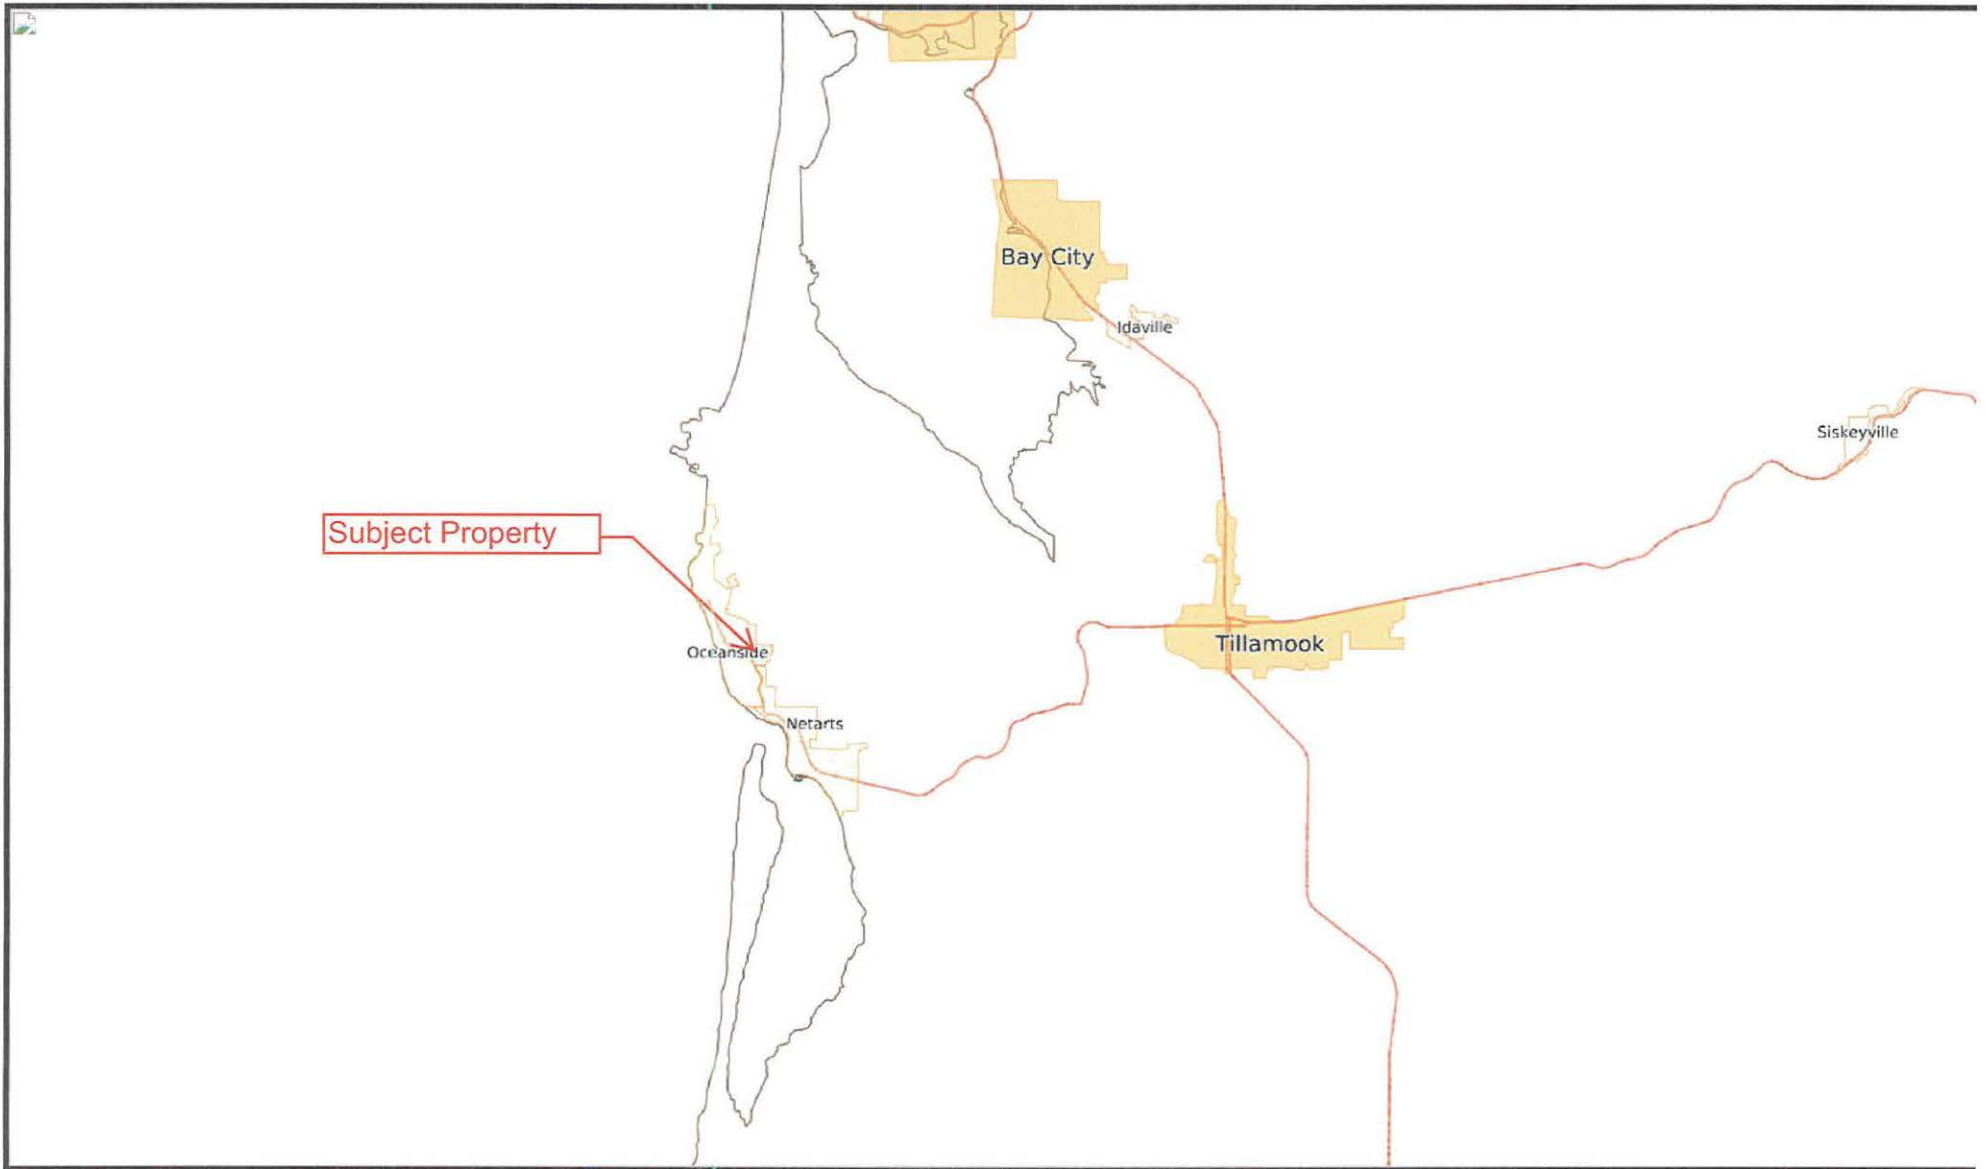 Bay City
Idaville
Siskeyville
Subject Property
Tillamook
Oceanside
Netarts